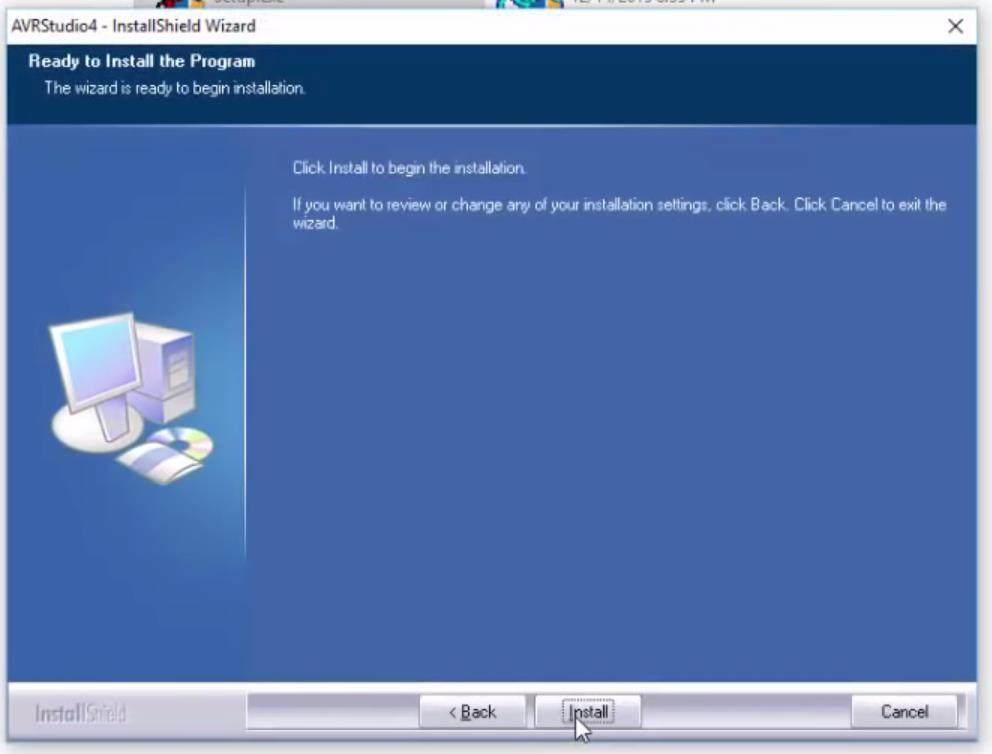 AVRStudio4 - InstallShield Wizard
Ready to Install the Program
The wizard is ready to begin installation.
Click Install to begin the installation.
If you want to review or change any of your installation settings, click Back. Click Cancel to exit the
wizard.
InstallShield
< Back
Install
Cancel